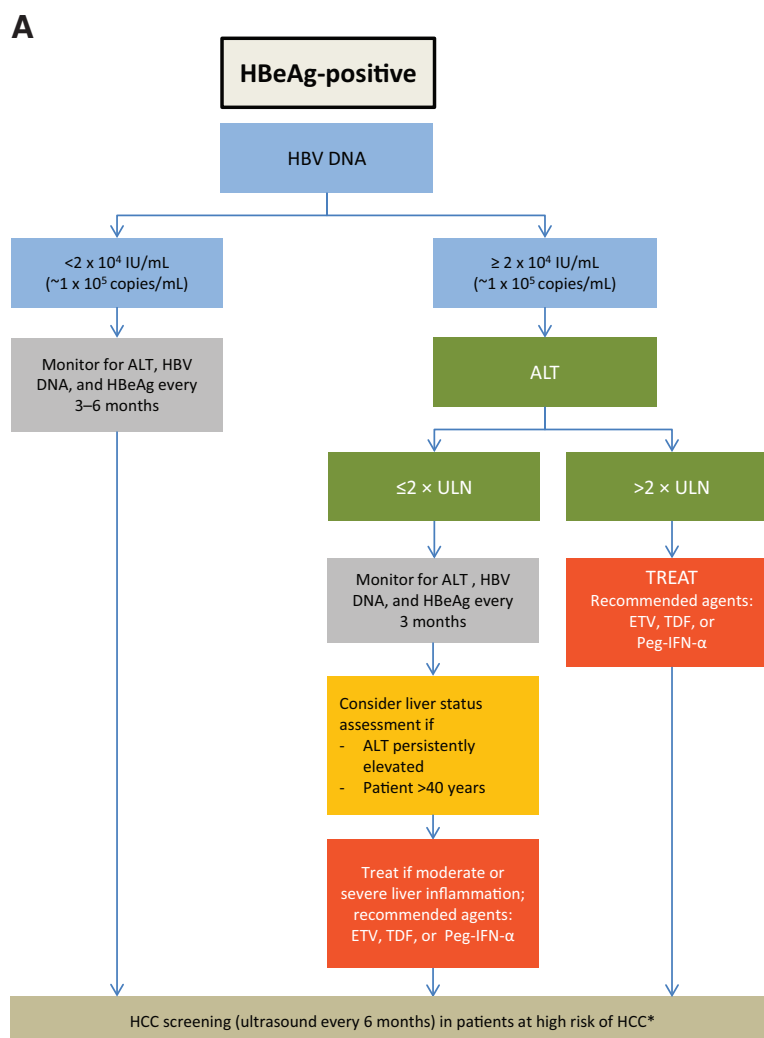 A
HBeAg-positive
HBV DNA
<2 x 10⁴ IU/mL
(~1 x 10⁵ copies/mL)
≥ 2 x 10⁴ IU/mL
(~1 x 10⁵ copies/mL)
Monitor for ALT, HBV
DNA, and HBeAg every
3–6 months
ALT
≤2 × ULN
>2 × ULN
Monitor for ALT , HBV
DNA, and HBeAg every
3 months
TREAT
Recommended agents:
ETV, TDF, or
Peg-IFN-α
Consider liver status
assessment if
- ALT persistently
elevated
- Patient >40 years
Treat if moderate or
severe liver inflammation;
recommended agents:
ETV, TDF, or Peg-IFN-α
HCC screening (ultrasound every 6 months) in patients at high risk of HCC*